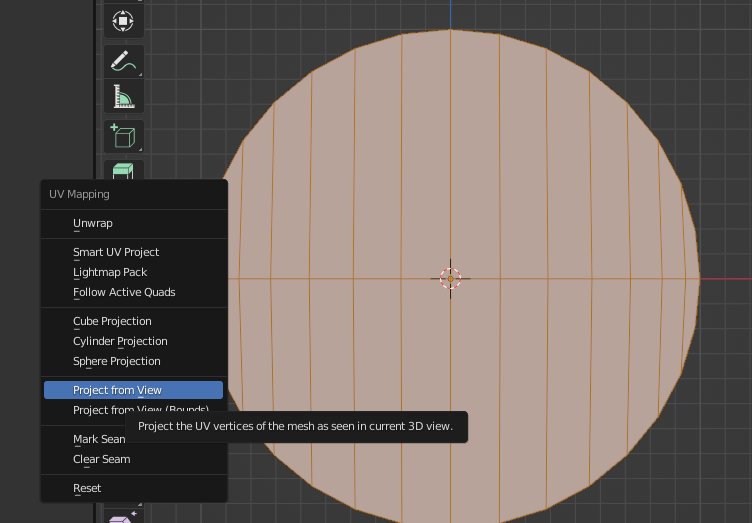 UV Mapping
Unwrap
Smart UV Project
Lightmap Pack
Follow Active Quads
Cube Projection
Cylinder Projection
Sphere Projection
Project from View
Project from View (Bounds)
Project the UV vertices of the mesh as seen in current 3D view.
Mark Seam
Clear Seam
Reset